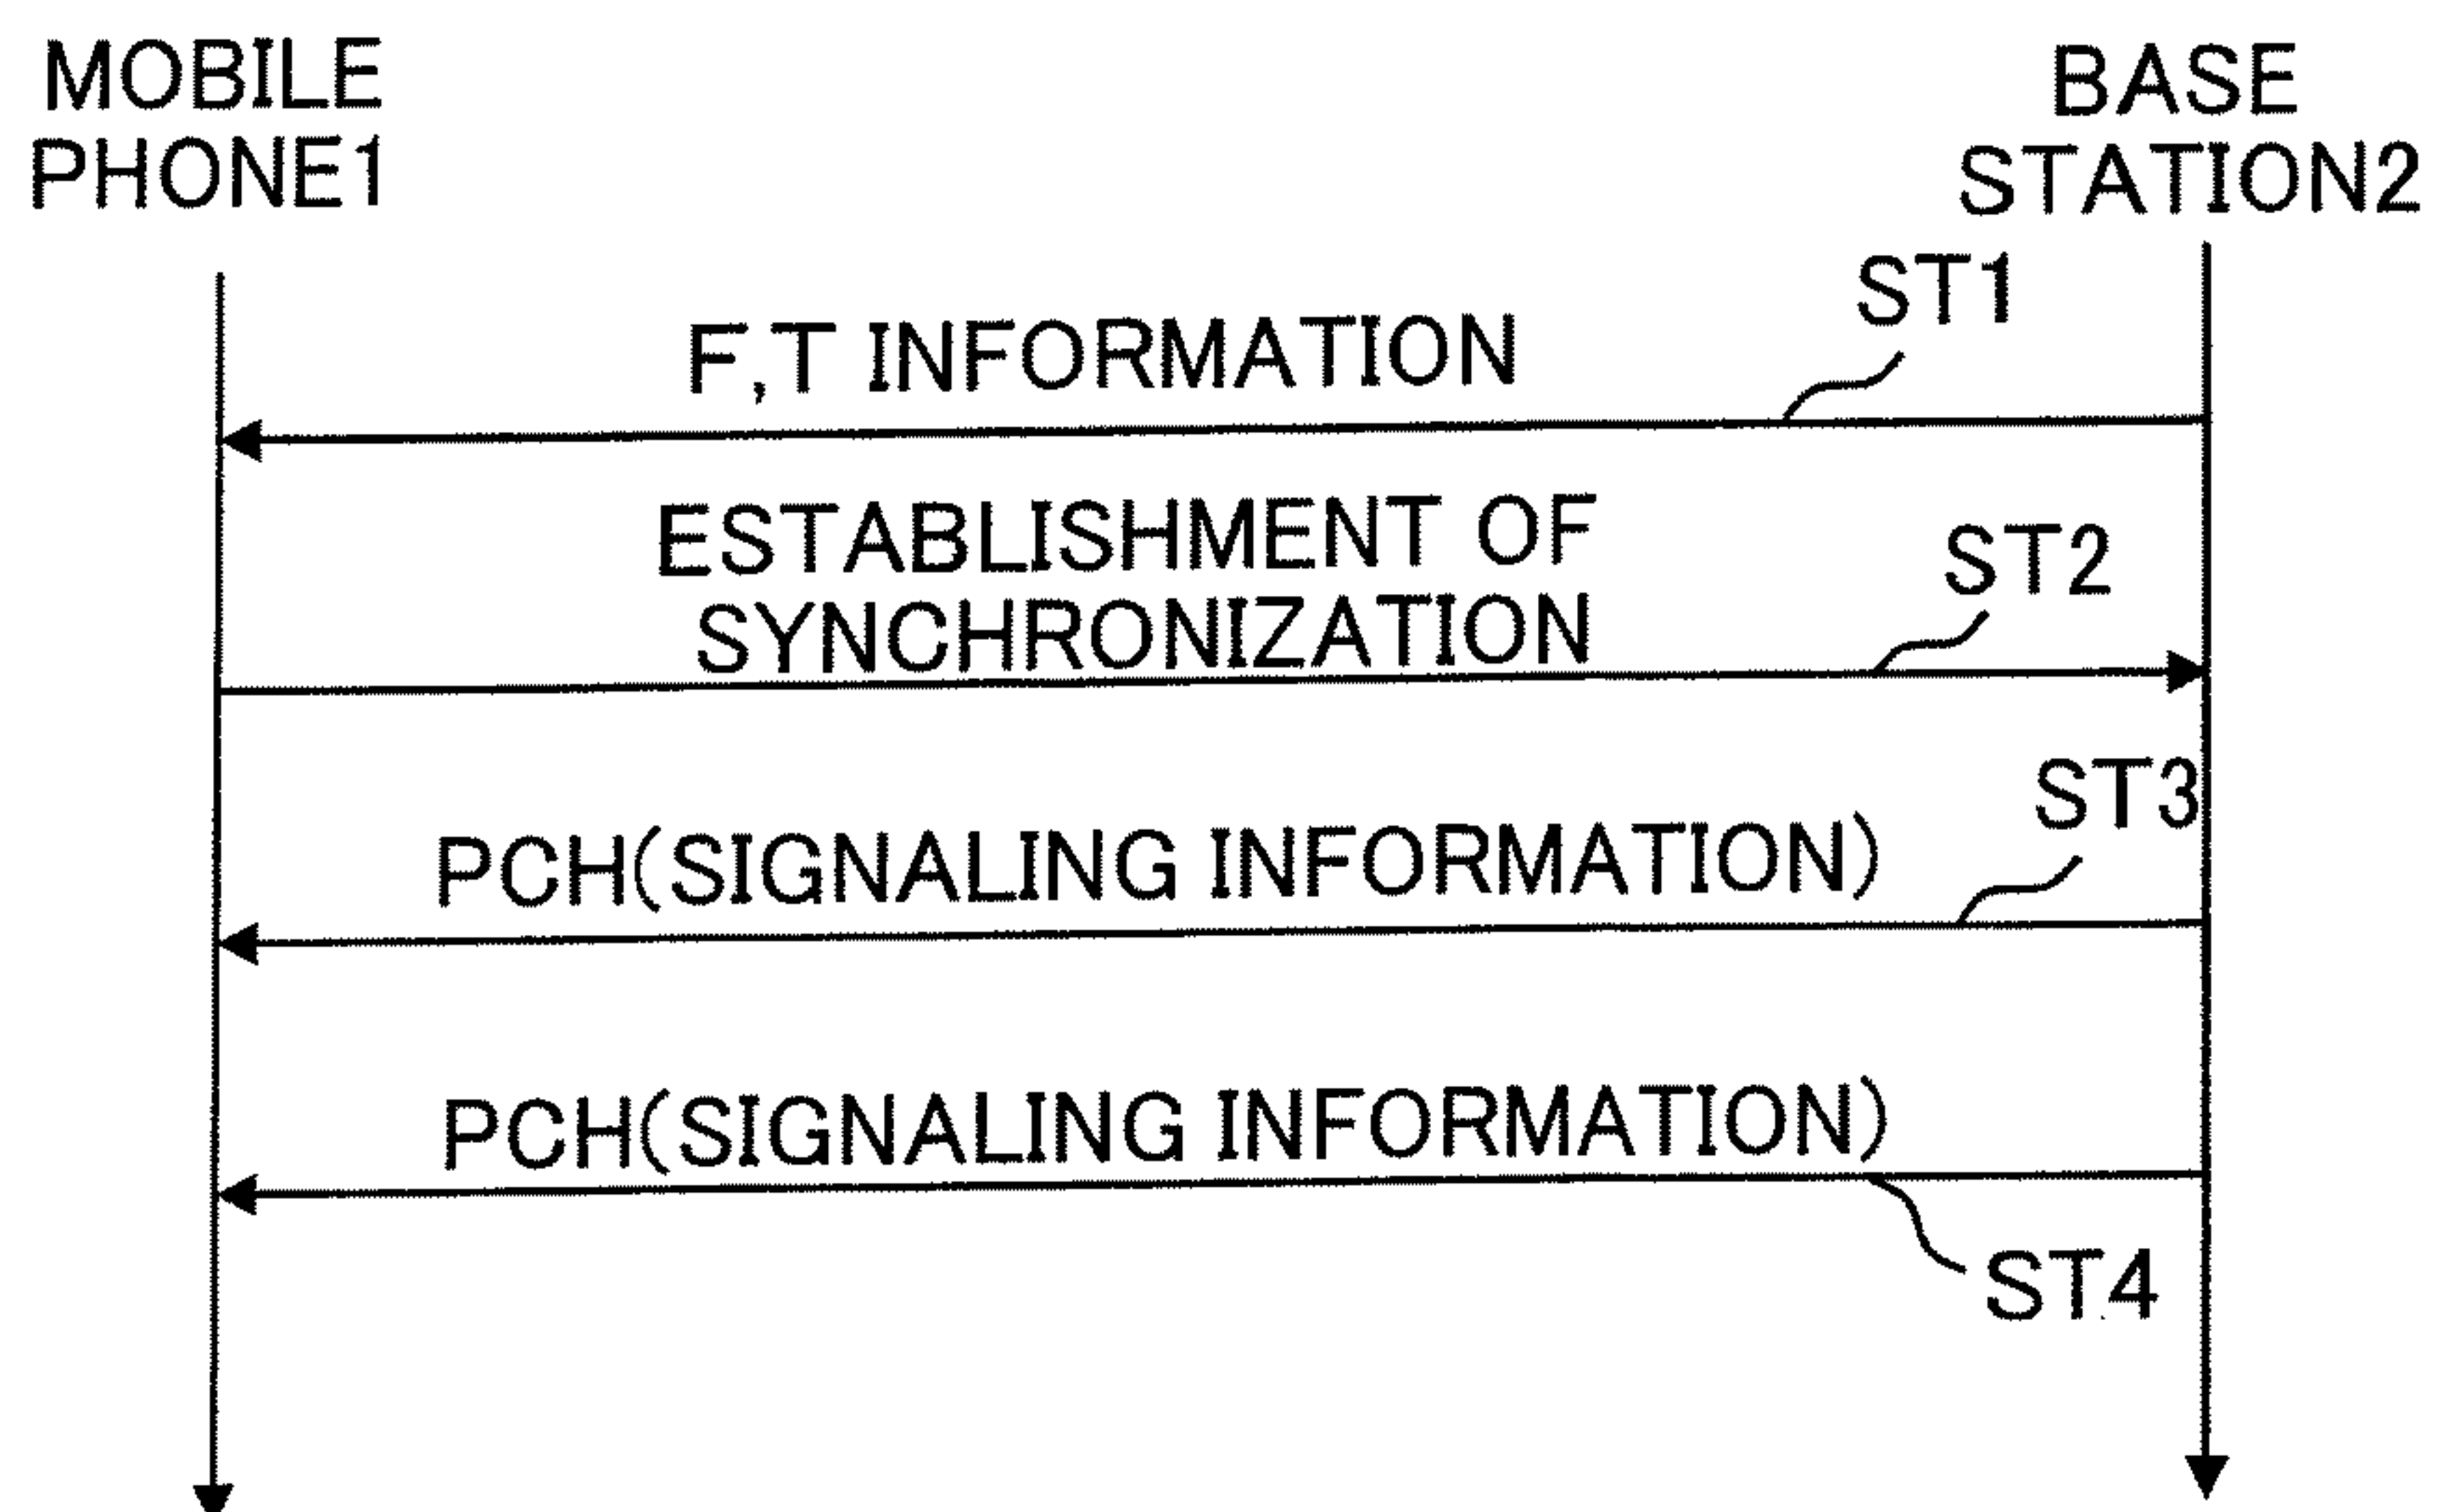 MOBILE
PHONE1
BASE
STATION2
ST1
F,T INFORMATION
ESTABLISHMENT OF
SYNCHRONIZATION
ST2
ST3
PCH(SIGNALING INFORMATION)
PCH(SIGNALING INFORMATION)
ST4